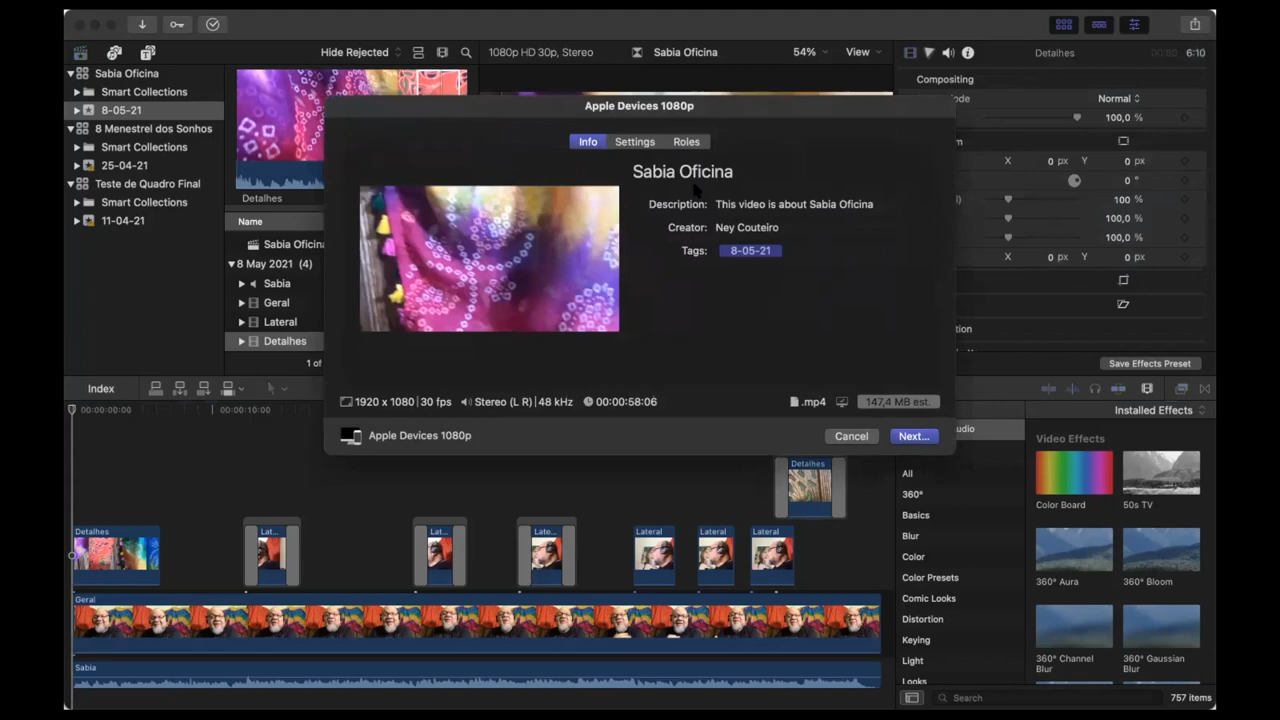 Hide Rejected
1080p HD 30p, Stereo
Sabia Oficina
54%
View
Detalhes
6:10
Sabia Oficina
Smart Collections
8-05-21
8 Menestrel dos Sonhos
Smart Collections
25-04-21
Teste de Quadro Final
Smart Collections
11-04-21
Detalhes
Name
Sabia Oficina
8 May 2021 (4)
Sabia
Geral
Lateral
Detalhes
1 of
Apple Devices 1080p
Info
Settings
Roles
Sabia Oficina
Description: This video is about Sabia Oficina
Creator: Ney Couteiro
Tags: 8-05-21
1920 x 1080 | 30 fps
Stereo (L R) | 48 kHz
00:00:58:06
.mp4
147,4 MB est.
Apple Devices 1080p
Cancel
Next...
Compositing
Normal
100,0 %
X 0 px Y 0 px
0 °
100 %
100,0 %
100,0 %
X 0 px Y 0 px
Save Effects Preset
Index
00:00:00:00
00:00:10:00
Detalhes
Detalhes
Lat...
Lat...
Late...
Lateral
Lateral
Lateral
Geral
Sabia
Installed Effects
All
360°
Basics
Blur
Color
Color Presets
Comic Looks
Distortion
Keying
Light
Looks
Video Effects
Color Board
50s TV
360° Aura
360° Bloom
360° Channel
Blur
360° Gaussian
Blur
Search
757 items